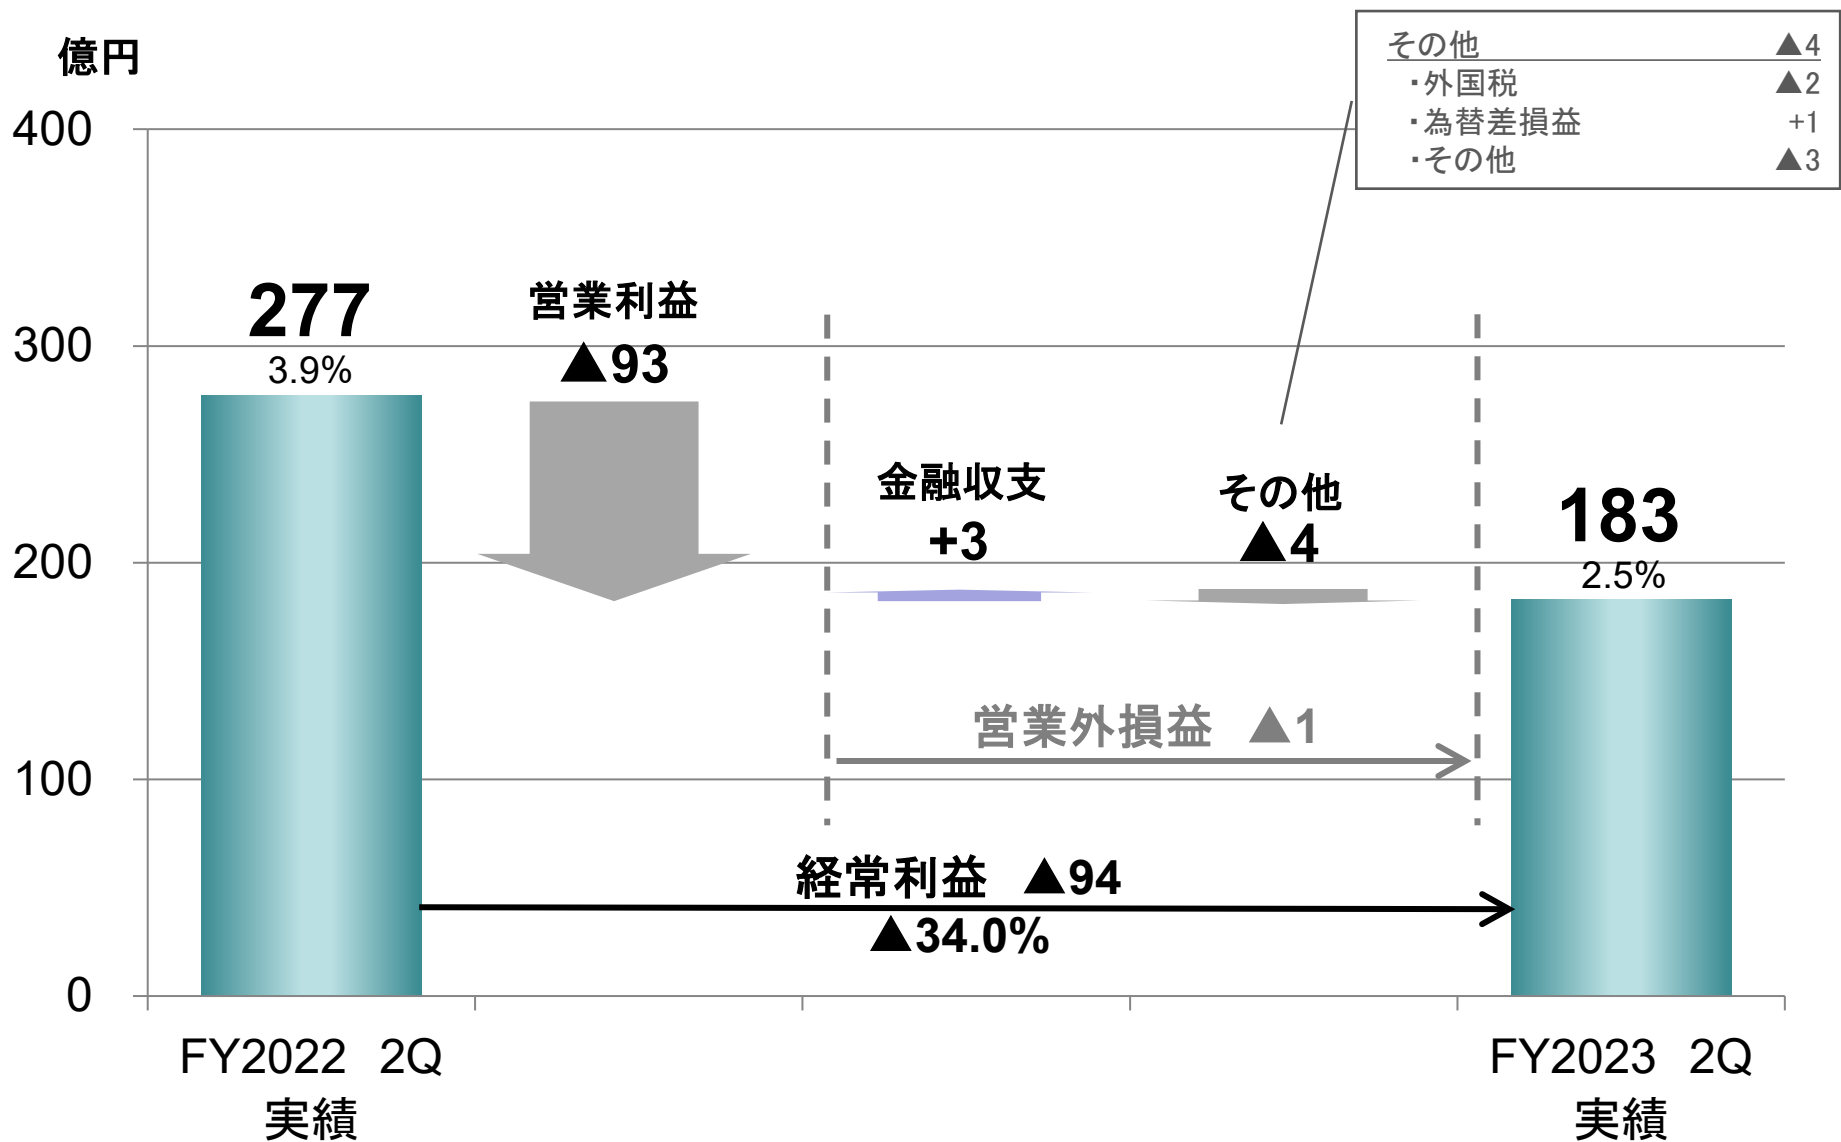 億円
その他 ▲4
・外国税 ▲2
・為替差損益 +1
・その他 ▲3
400
300
200
100
0
277
3.9%
営業利益
▲93
金融収支
+3
その他
▲4
183
2.5%
営業外損益 ▲1
経常利益 ▲94
▲34.0%
FY2022 2Q
実績
FY2023 2Q
実績